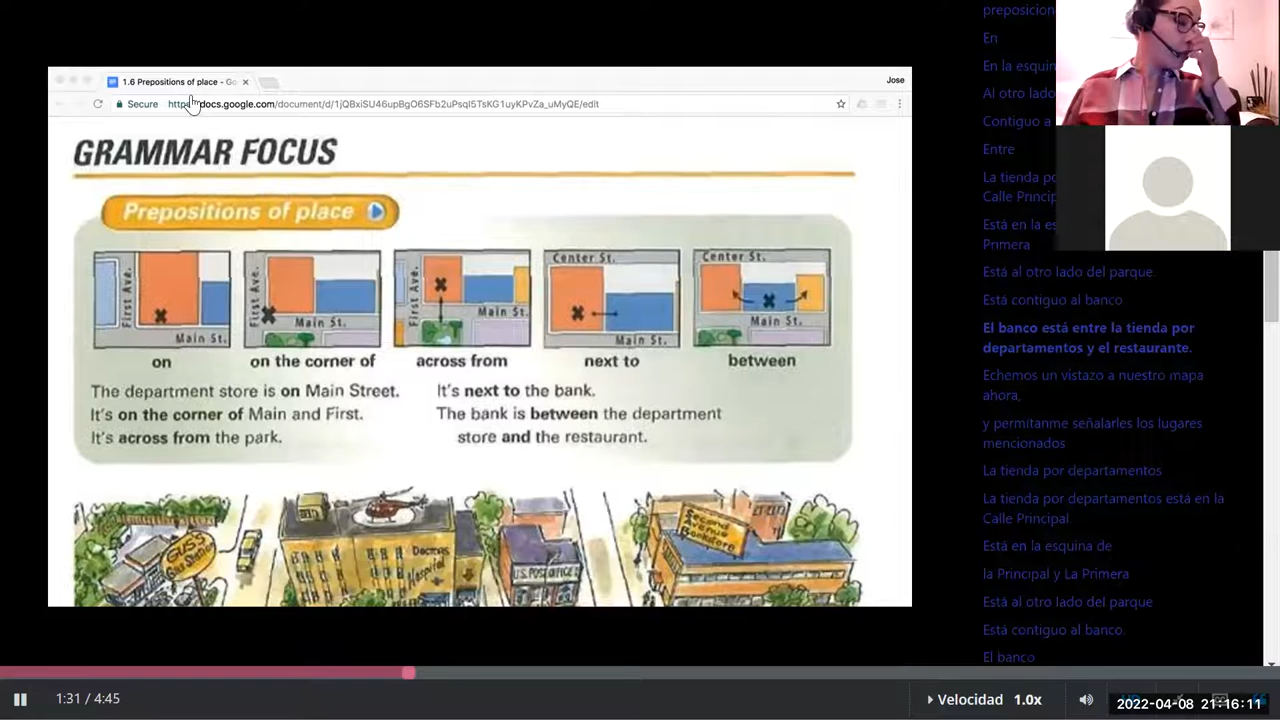 1.6 Prepositions of place - Go
Jose
Secure
docs.google.com/document/d/1jQBxiSU46upBgO6SFb2uPsqI5TsKG1uyKPvZa_uMyQE/edit
GRAMMAR FOCUS
Prepositions of place
First Ave.
Main St.
First Ave.
Main St.
First Ave.
Main St.
Center St.
Main St.
Center St.
Main St.
on
on the corner of
across from
next to
between
The department store is on Main Street.
It's on the corner of Main and First.
It's across from the park.
It's next to the bank.
The bank is between the department
store and the restaurant.
GUS'S
Doctors
Hospital
U.S. POST OFFICE
Second
Avenue
Bookstore
preposicion
En
En la esquin
Al otro lado
Contiguo a
Entre
La tienda po
Calle Princip
Está en la es
Primera
Está al otro lado del parque.
Está contiguo al banco
El banco está entre la tienda por
departamentos y el restaurante.
Echemos un vistazo a nuestro mapa
ahora,
y permítanme señalarles los lugares
mencionados
La tienda por departamentos
La tienda por departamentos está en la
Calle Principal
Está en la esquina de
la Principal y La Primera
Está al otro lado del parque
Está contiguo al banco.
El banco
1:31 / 4:45
Velocidad 1.0x
2022-04-08 21:16:11